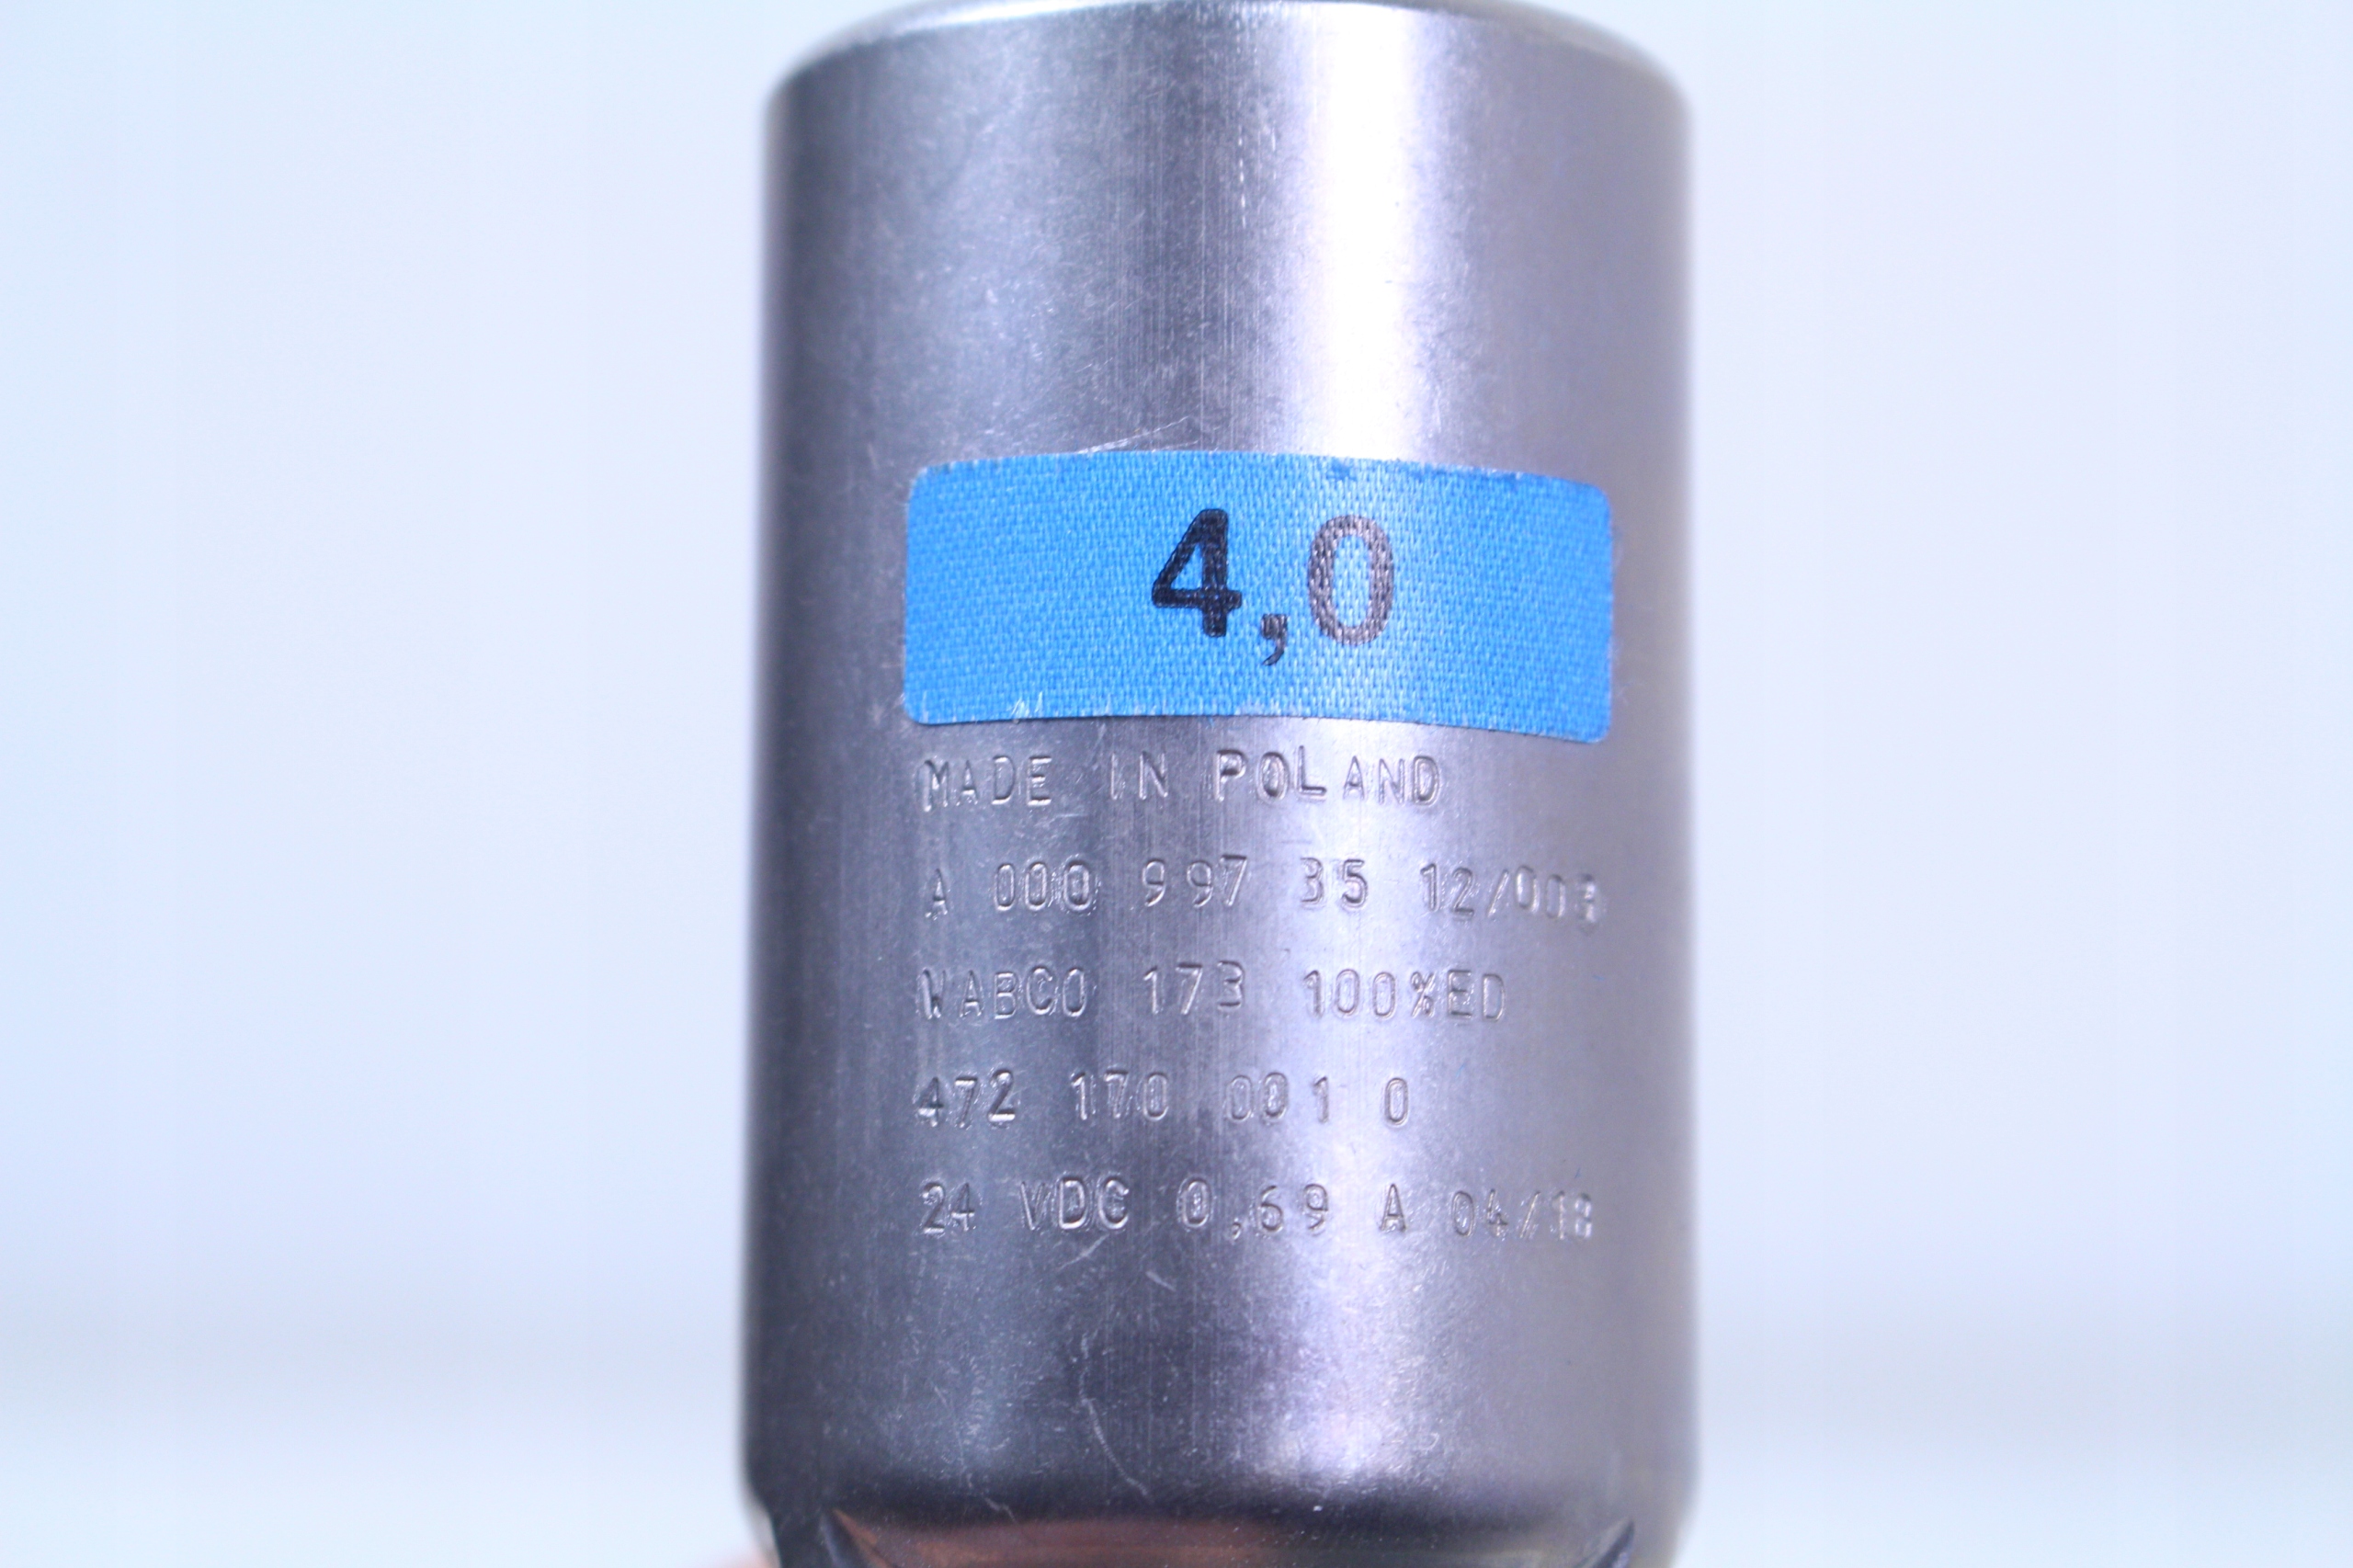 4,0
MADE IN POLAND
A 000 997 35 12/003
WABCO 173 100%ED
472 170 001 0
24 VDC 0,69 A 04/18